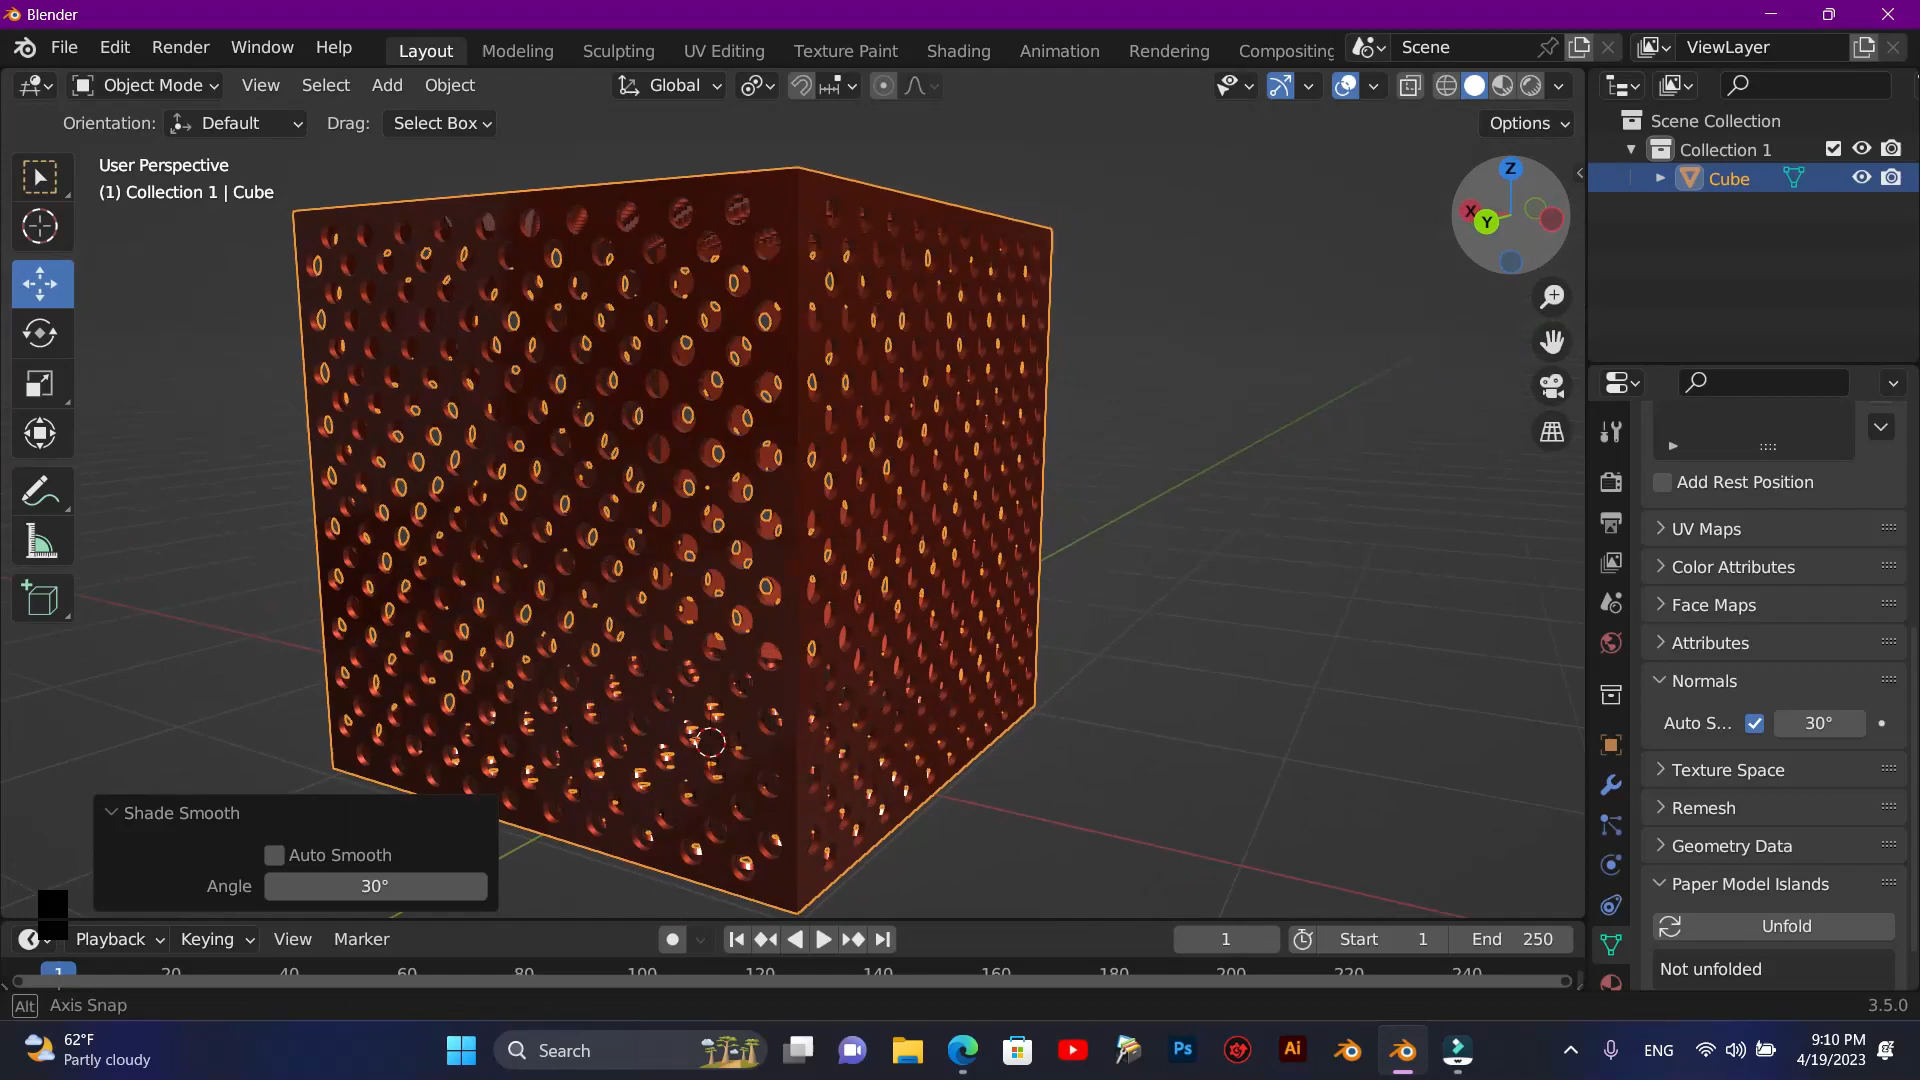 Blender
File Edit Render Window Help
Layout Modeling Sculpting UV Editing Texture Paint Shading Animation Rendering Compositing
Scene ViewLayer
Object Mode View Select Add Object Global
Orientation: Default Drag: Select Box Options
User Perspective
(1) Collection 1 | Cube
Z
X
Y
Scene Collection
Collection 1
Cube
Add Rest Position
UV Maps
Color Attributes
Face Maps
Attributes
Normals
Auto S... 30°
Texture Space
Remesh
Geometry Data
Paper Model Islands
Unfold
Not unfolded
Shade Smooth
Auto Smooth
Angle 30°
Playback Keying View Marker 1 Start 1 End 250
1 20 40 60 80 100 120 140 160 180 200 220 240
Alt Axis Snap 3.5.0
62°F
Partly cloudy
Search
Ps
Ai
ENG
9:10 PM
4/19/2023